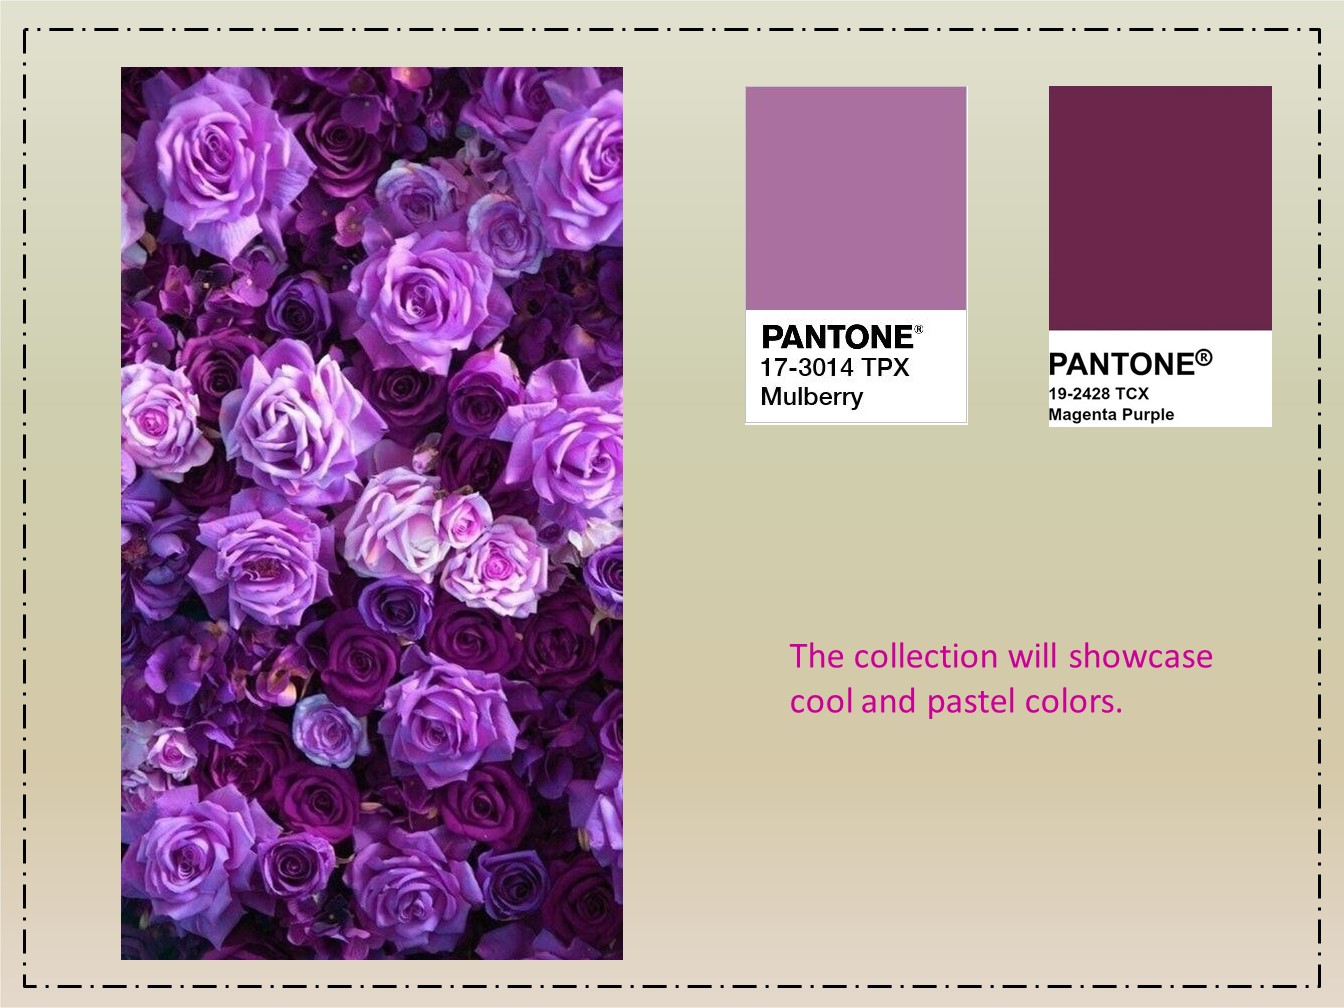 PANTONE®
17-3014 TPX
Mulberry
PANTONE®
19-2428 TCX
Magenta Purple
The collection will showcase
cool and pastel colors.